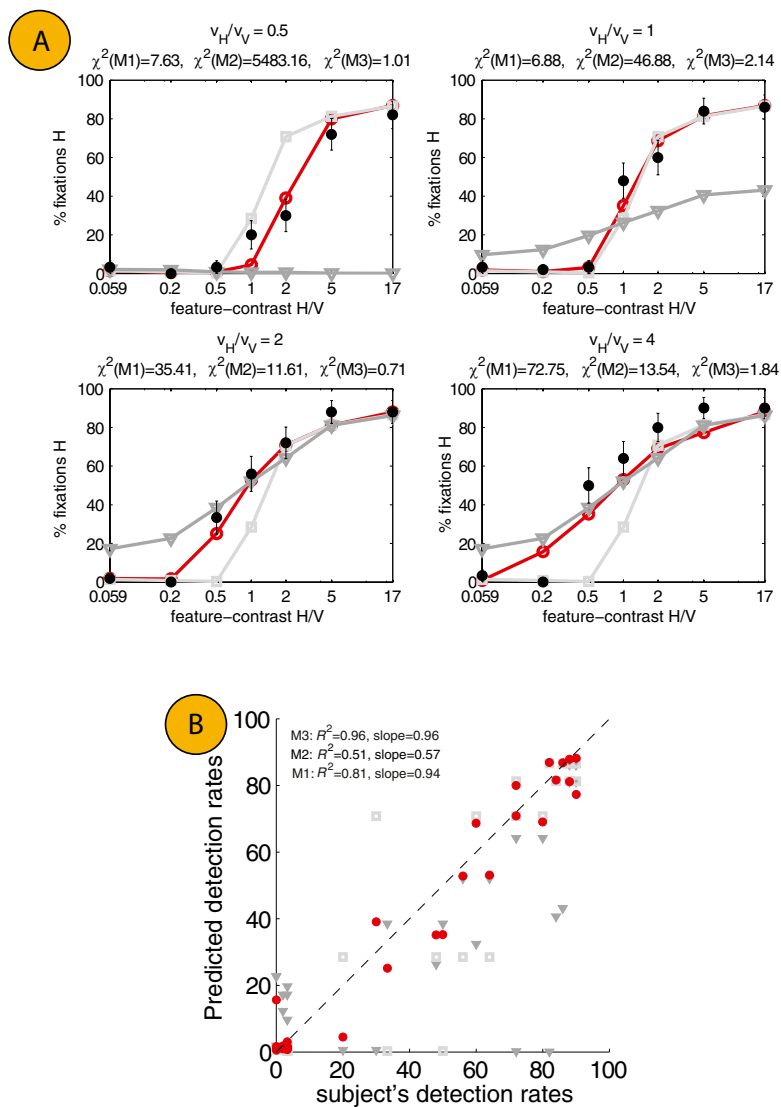 A
v_H/v_V = 0.5
χ²(M1)=7.63, χ²(M2)=5483.16, χ²(M3)=1.01
100
80
60
40
20
0
% fixations H
0.059 0.2 0.5 1 2 5 17
feature−contrast H/V
v_H/v_V = 1
χ²(M1)=6.88, χ²(M2)=46.88, χ²(M3)=2.14
100
80
60
40
20
0
% fixations H
0.059 0.2 0.5 1 2 5 17
feature−contrast H/V
v_H/v_V = 2
χ²(M1)=35.41, χ²(M2)=11.61, χ²(M3)=0.71
100
80
60
40
20
0
% fixations H
0.059 0.2 0.5 1 2 5 17
feature−contrast H/V
v_H/v_V = 4
χ²(M1)=72.75, χ²(M2)=13.54, χ²(M3)=1.84
100
80
60
40
20
0
% fixations H
0.059 0.2 0.5 1 2 5 17
feature−contrast H/V
B
M3: R²=0.96, slope=0.96
M2: R²=0.51, slope=0.57
M1: R²=0.81, slope=0.94
100
80
60
40
20
0
Predicted detection rates
0 20 40 60 80 100
subject's detection rates